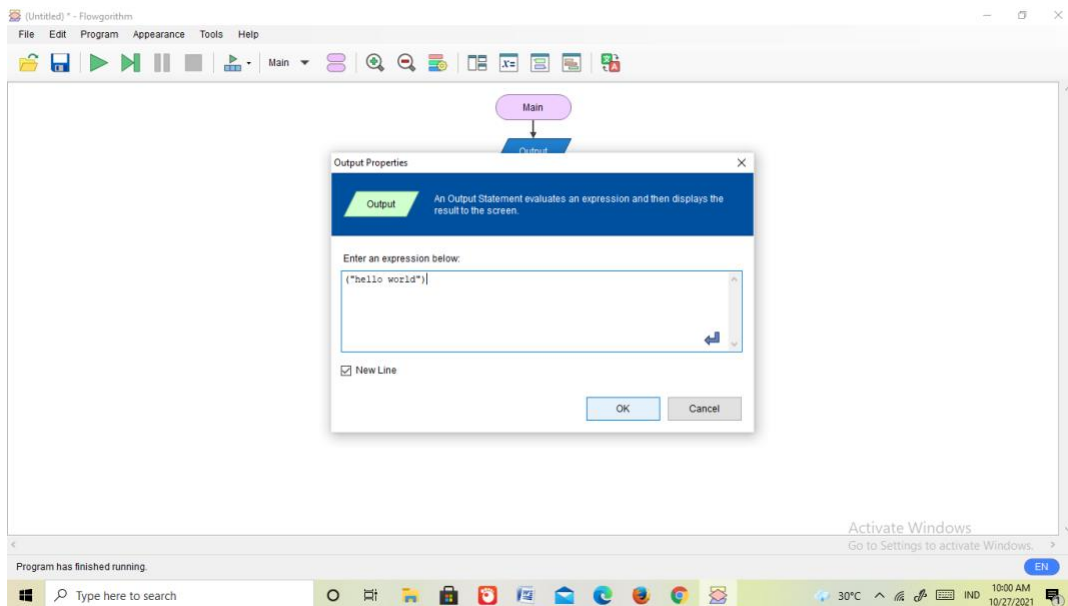 (Untitled) * - Flowgorithm
File Edit Program Appearance Tools Help
Main
x=
Main
Output
Output Properties
Output
An Output Statement evaluates an expression and then displays the
result to the screen.
Enter an expression below:
("hello world")
New Line
OK Cancel
Activate Windows
Go to Settings to activate Windows.
Program has finished running.
EN
Type here to search
30°C
IND
10:00 AM
10/27/2021
1